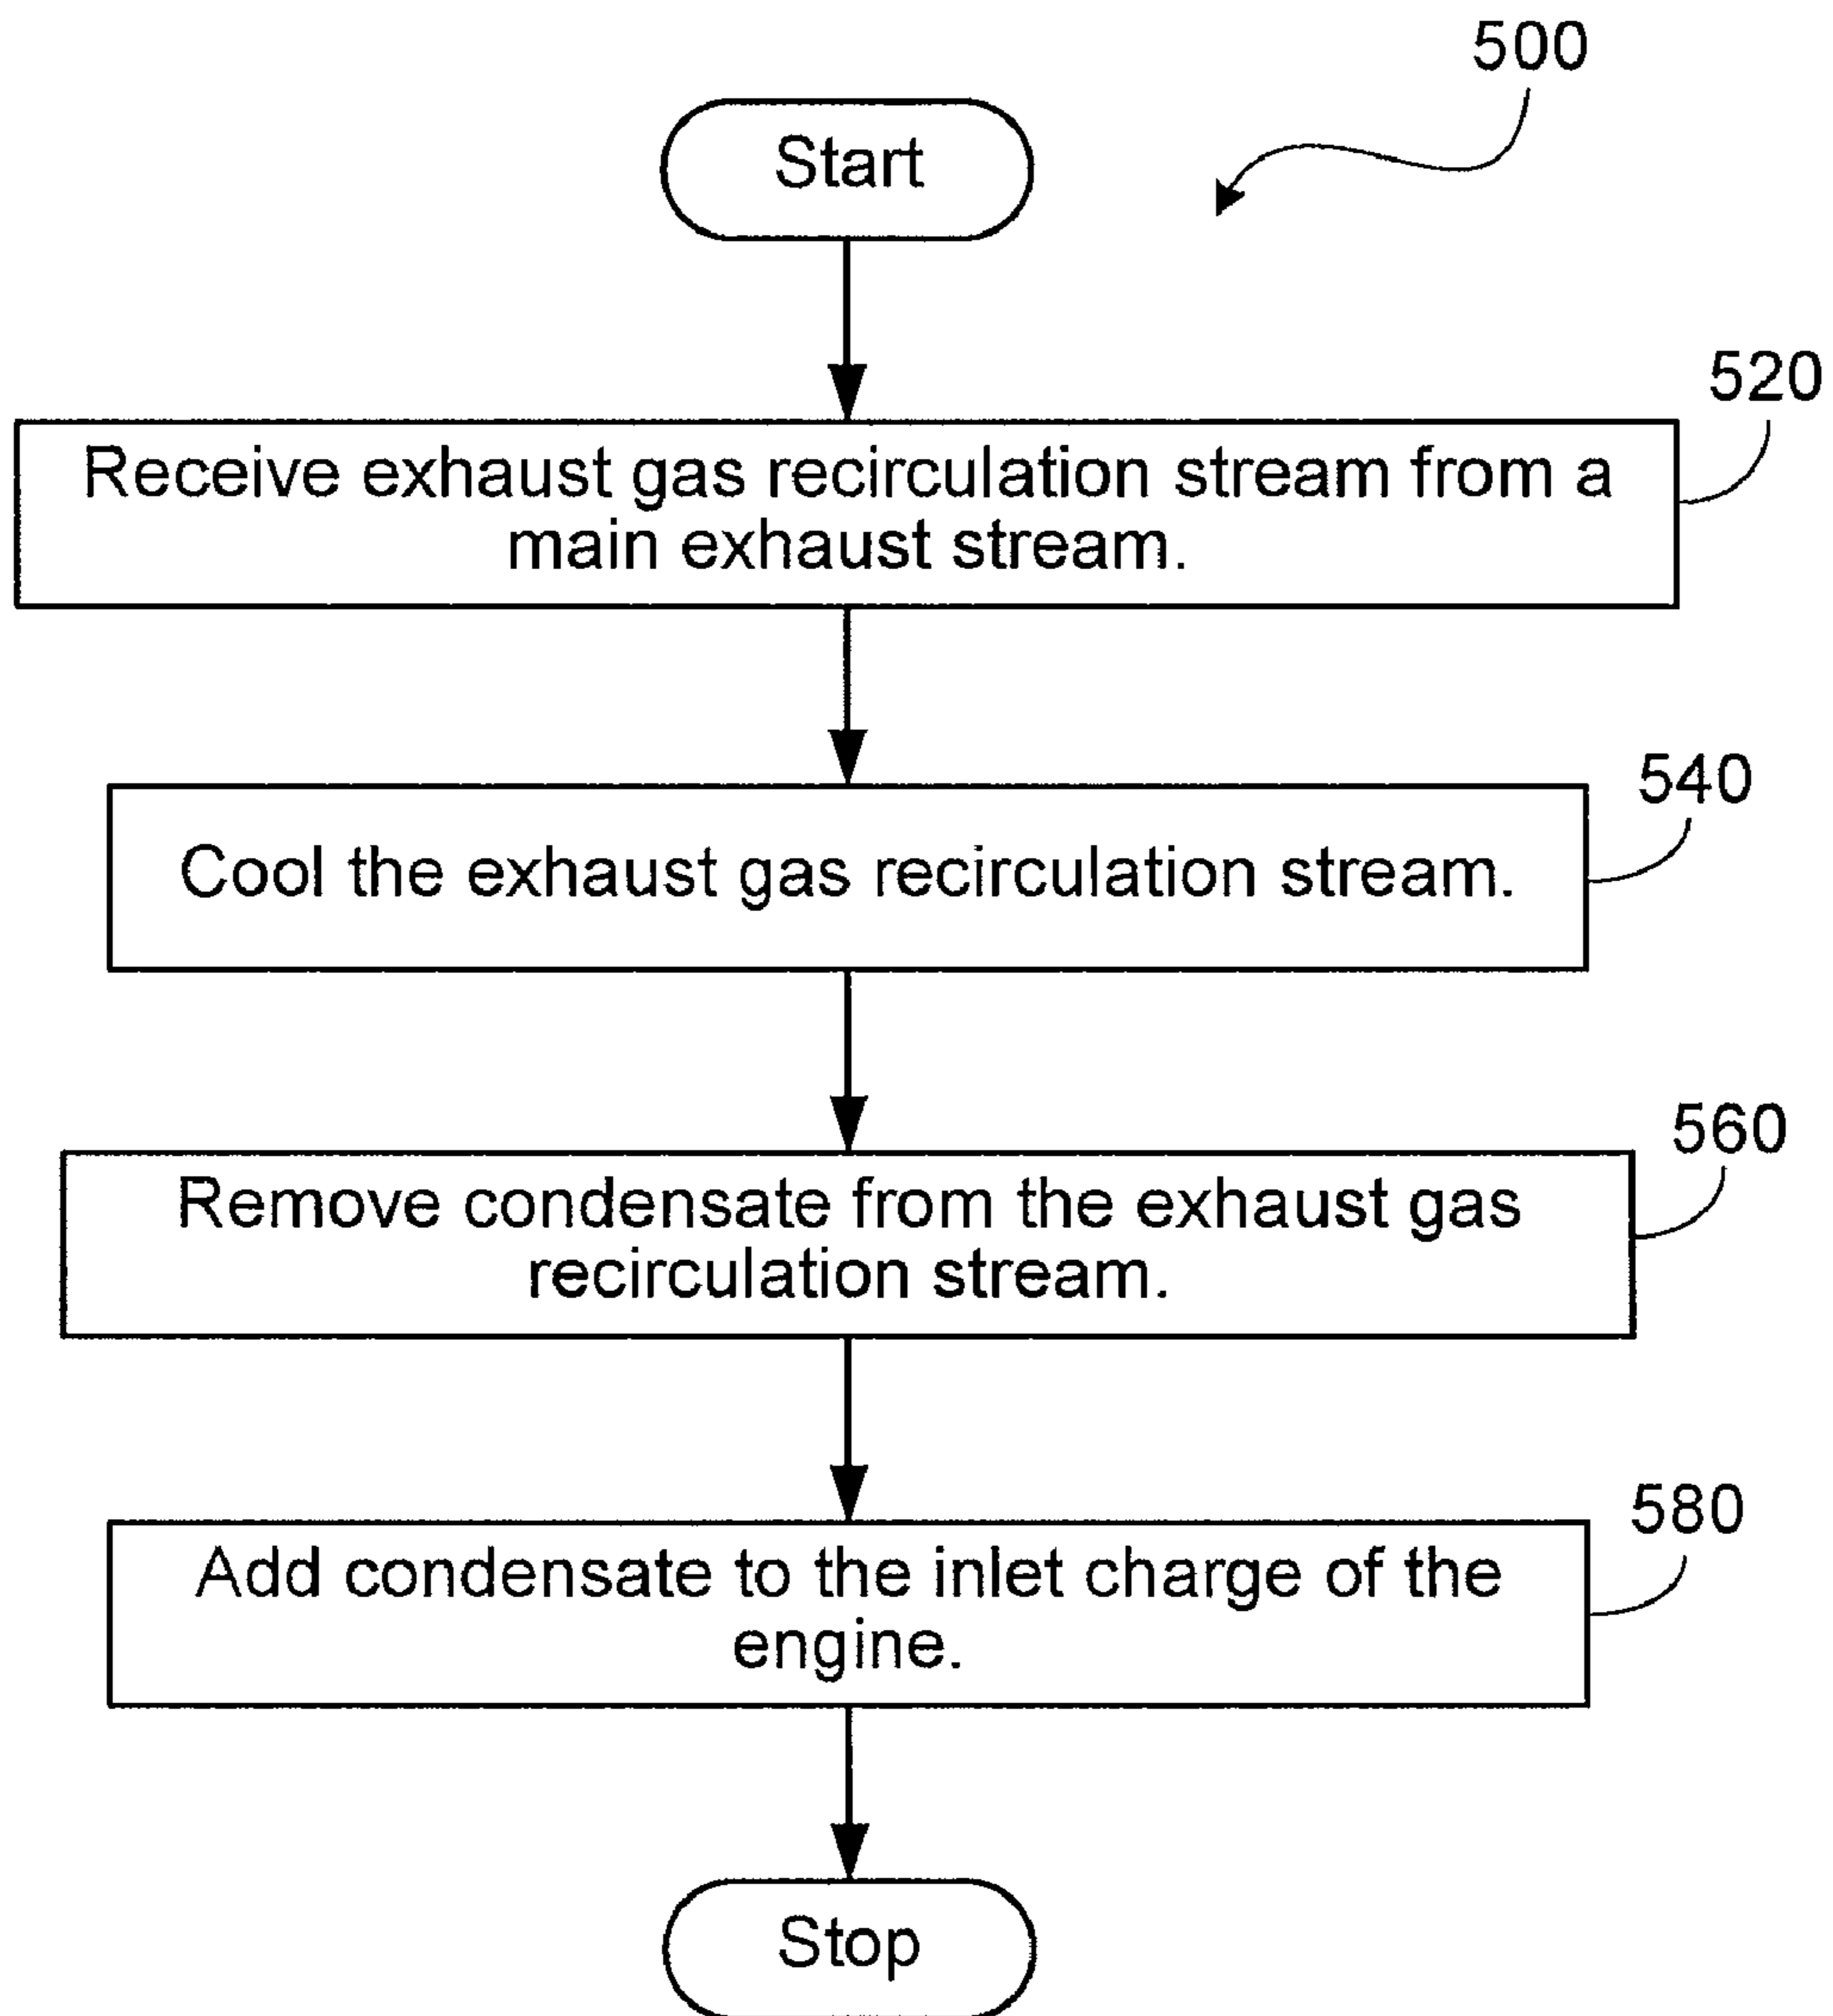 500
Start
520
Receive exhaust gas recirculation stream from a
main exhaust stream.
540
Cool the exhaust gas recirculation stream.
560
Remove condensate from the exhaust gas
recirculation stream.
580
Add condensate to the inlet charge of the
engine.
Stop